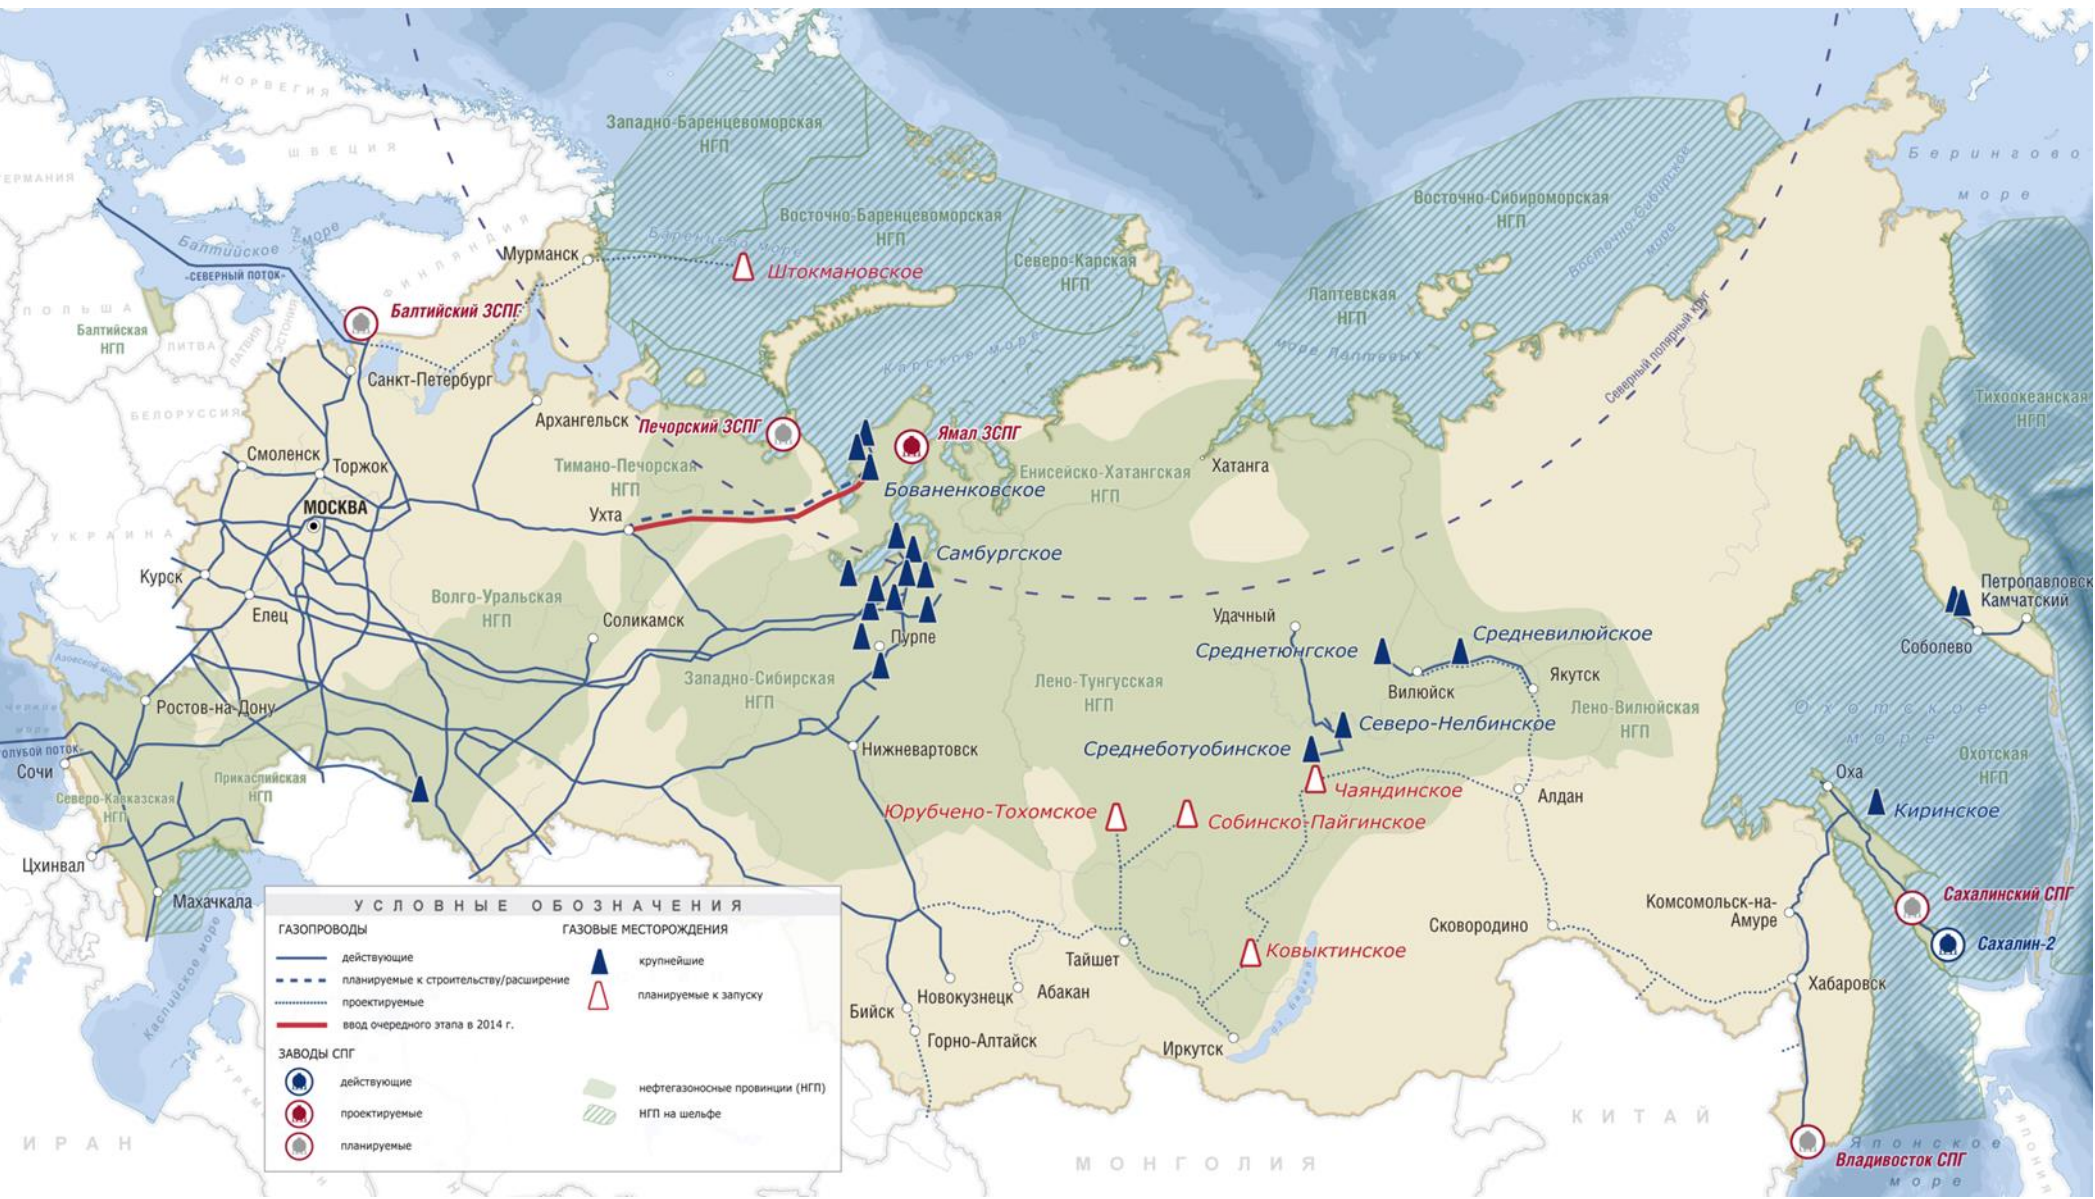 НОРВЕГИЯ
ШВЕЦИЯ
ФИНЛЯНДИЯ
ГЕРМАНИЯ
ПОЛЬША
ЛИТВА
ЛАТВИЯ
ЭСТОНИЯ
БЕЛОРУССИЯ
УКРАИНА
Балтийское море
«СЕВЕРНЫЙ ПОТОК»
Балтийская
НГП
Западно-Баренцевоморская
НГП
Восточно-Баренцевоморская
НГП
Баренцево море
Северо-Карская
НГП
Карское море
Лаптевская
НГП
море Лаптевых
Восточно-Сибироморская
НГП
Восточно-Сибирское
море
Берингово
море
Северный полярный круг
Тихоокеанская
НГП
Мурманск
Штокмановское
Балтийский ЗСПГ
Санкт-Петербург
Архангельск
Печорский ЗСПГ
Ямал ЗСПГ
Смоленск
Торжок
МОСКВА
Тимано-Печорская
НГП
Ухта
Бованенковское
Енисейско-Хатангская
НГП
Хатанга
Самбургское
Курск
Елец
Волго-Уральская
НГП
Соликамск
Пурпе
Западно-Сибирская
НГП
Лено-Тунгусская
НГП
Удачный
Среднетюнгское
Средневилюйское
Вилюйск
Якутск
Лено-Вилюйская
НГП
Северо-Нелбинское
Среднеботуобинское
Чаяндинское
Алдан
Юрубчено-Тохомское
Собинско-Пайгинское
Нижневартовск
Петропавловск
Камчатский
Соболево
Охотское
море
Охотская
НГП
Оха
Киринское
Азовское море
Черное
море
ГОЛУБОЙ ПОТОК»
Ростов-на-Дону
Сочи
Северо-Кавказская
НГП
Прикаспийская
НГП
Цхинвал
Махачкала
Каспийское море
Комсомольск-на-
Амуре
Сковородино
Сахалинский СПГ
Сахалин-2
Хабаровск
Тайшет
Ковыктинское
Абакан
Новокузнецк
Бийск
Горно-Алтайск
Иркутск
оз. Байкал
ИРАН
МОНГОЛИЯ
КИТАЙ
Японское
море
ЯПОНИЯ
Владивосток СПГ
УСЛОВНЫЕ ОБОЗНАЧЕНИЯ
ГАЗОПРОВОДЫ
действующие
планируемые к строительству/расширение
проектируемые
ввод очередного этапа в 2014 г.
ЗАВОДЫ СПГ
действующие
проектируемые
планируемые
ГАЗОВЫЕ МЕСТОРОЖДЕНИЯ
крупнейшие
планируемые к запуску
нефтегазоносные провинции (НГП)
НГП на шельфе